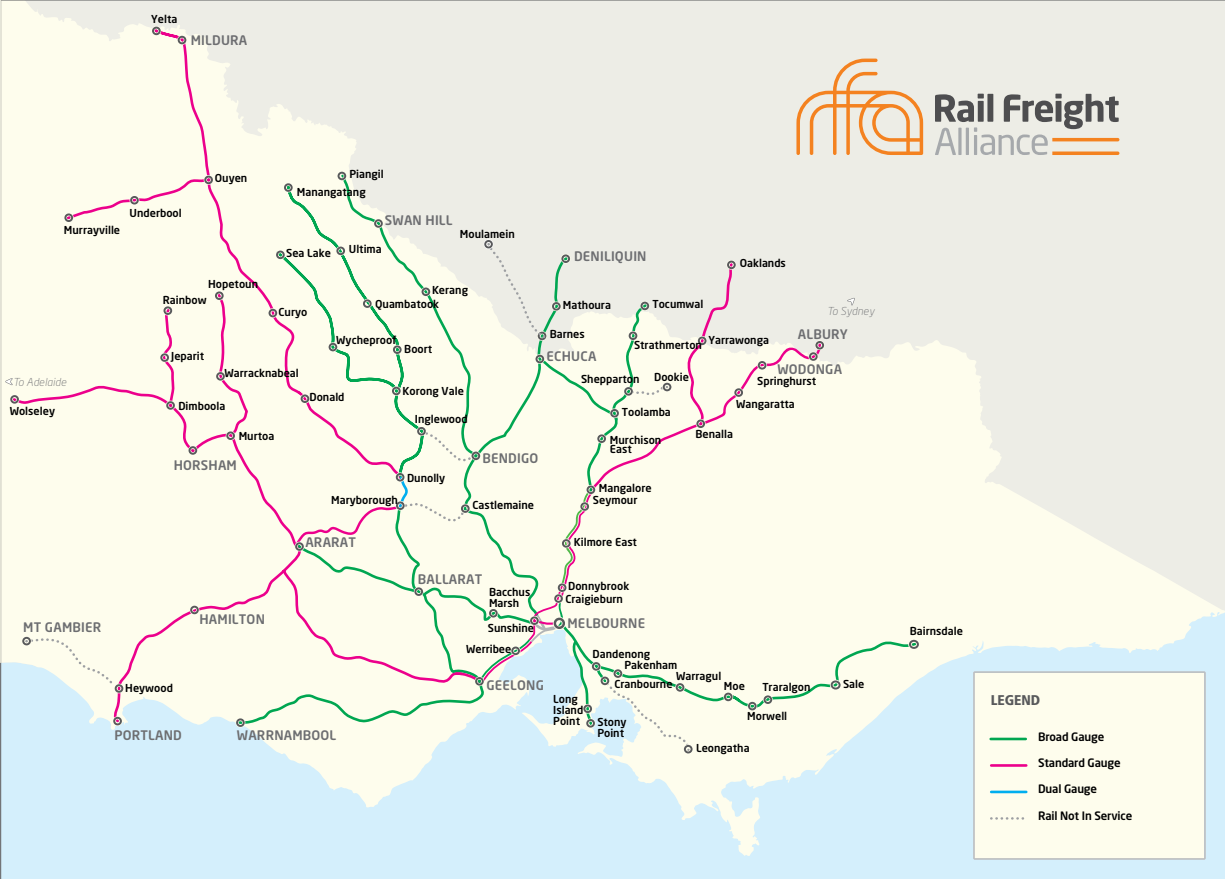 Yelta
MILDURA
Rail Freight
Alliance
Ouyen
Piangil
Manangatang
Underbool
Murrayville
SWAN HILL
Moulamein
Sea Lake
Ultima
DENILIQUIN
Oaklands
Hopetoun
Rainbow
Kerang
Quambatook
Curyo
Mathoura
Tocumwal
To Sydney
Wycheproof
Boort
Barnes
Strathmerton
Yarrawonga
ALBURY
Jeparit
ECHUCA
WODONGA
Warracknabeal
Shepparton
Dookie
Springhurst
To Adelaide
Wolseley
Dimboola
Donald
Korong Vale
Wangaratta
Toolamba
Inglewood
Murtoa
Benalla
Murchison
East
HORSHAM
BENDIGO
Dunolly
Mangalore
Seymour
Maryborough
Castlemaine
ARARAT
Kilmore East
BALLARAT
Donnybrook
Craigieburn
Bacchus
Marsh
HAMILTON
MT GAMBIER
Sunshine
MELBOURNE
Bairnsdale
Werribee
Dandenong
Pakenham
Cranbourne
Warragul
Moe
Traralgon
Sale
Morwell
Heywood
GEELONG
Long
Island
Point
Stony
Point
PORTLAND
WARRNAMBOOL
Leongatha
LEGEND
Broad Gauge
Standard Gauge
Dual Gauge
Rail Not In Service